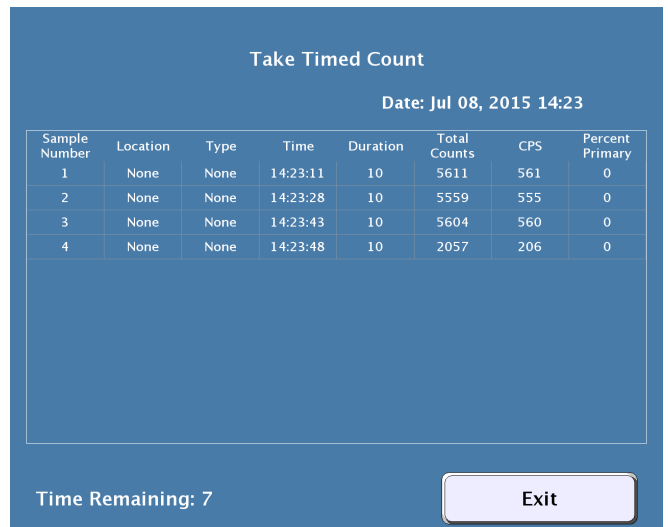 Take Timed Count
Date: Jul 08, 2015 14:23
Sample Number Location Type Time Duration Total Counts CPS Percent Primary
1 None None 14:23:11 10 5611 561 0
2 None None 14:23:28 10 5559 555 0
3 None None 14:23:43 10 5604 560 0
4 None None 14:23:48 10 2057 206 0
Time Remaining: 7
Exit